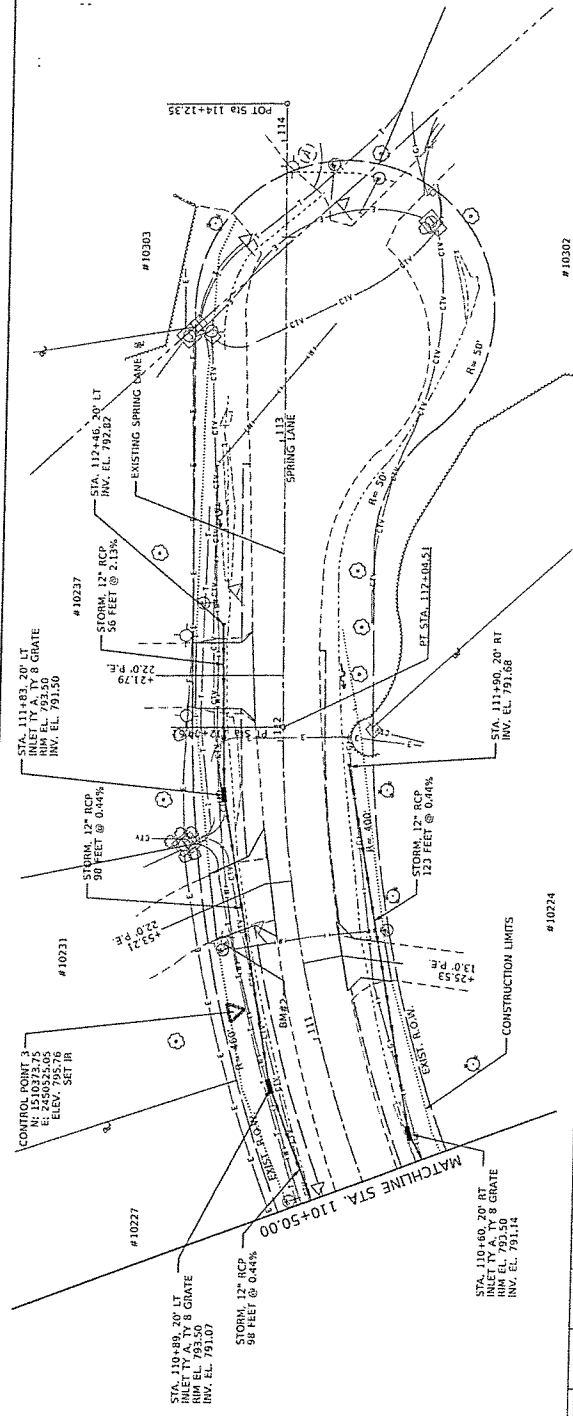 STA. 111+83, 20' LT
INLET TY A, TY 8 GRATE
RIM EL. 793.50
INV. EL. 791.50
#10237
STORM, 12" RCP
56 FEET @ 2.13%
STA. 112+46, 20' LT
INV. EL. 792.82
EXISTING SPRING LANE
#10303
POT Sta 114+12.35
CONTROL POINT 3
N: 1510373.75
E: 2450525.05
ELEV. 795.76
SET IR
#10231
STORM, 12" RCP
90 FEET @ 0.44%
+53.21
22.0' P.E.
+21.79
22.0' P.E.
#10227
EXIST. R.O.W.
R= 460'
BM#2
111
112
113
114
SPRING LANE
CTV
CTV
CTV
R= 50'
R= 50'
#10302
STA. 110+89, 20' LT
INLET TY A, TY 8 GRATE
RIM EL. 793.50
INV. EL. 791.07
STORM, 12" RCP
98 FEET @ 0.44%
MATCHLINE STA. 110+50.00
PT STA. 112+04.51
R= 400'
STA. 111+90, 20' RT
INV. EL. 791.68
STORM, 12" RCP
123 FEET @ 0.44%
+25.53
13.0' P.E.
EXIST. R.O.W.
CONSTRUCTION LIMITS
#10224
STA. 110+60, 20' RT
INLET TY A, TY 8 GRATE
RIM EL. 793.50
INV. EL. 791.14